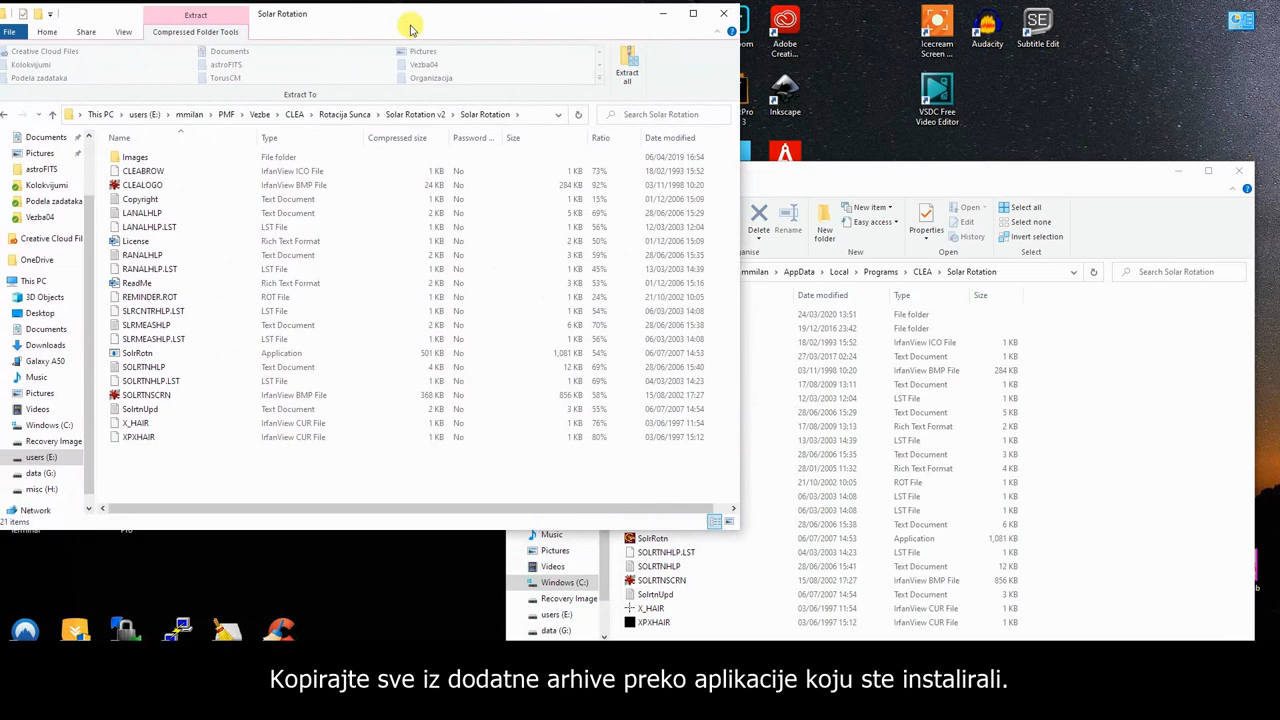 Extract
Solar Rotation
File
Home
Share
View
Compressed Folder Tools
Creative Cloud Files
Documents
Pictures
Kolokvijumi
astroFITS
Vezba04
Podela zadataka
TorusCM
Organizacija
Extract
all
Extract To
This PC > users (E:) > mmilan > PMF > Vezbe > CLEA > Rotacija Sunca > Solar Rotation v2 > Solar Rotation >
Search Solar Rotation
Documents
Pictures
astroFITS
Kolokvijumi
Podela zadataka
Vezba04
Creative Cloud Fil
OneDrive
This PC
3D Objects
Desktop
Documents
Downloads
Galaxy A50
Music
Pictures
Videos
Windows (C:)
Recovery Image
users (E:)
data (G:)
misc (H:)
Network
Name Type Compressed size Password ... Size Ratio Date modified
Images File folder 06/04/2019 16:54
CLEABROW IrfanView ICO File 1 KB No 1 KB 73% 18/02/1993 15:52
CLEALOGO IrfanView BMP File 24 KB No 284 KB 92% 03/11/1998 10:20
Copyright Text Document 1 KB No 1 KB 15% 01/12/2006 15:09
LANALHLP Text Document 2 KB No 5 KB 69% 28/06/2006 15:29
LANALHLP.LST LST File 1 KB No 1 KB 56% 12/03/2003 12:04
License Rich Text Format 2 KB No 2 KB 50% 01/12/2006 15:09
RANALHLP Text Document 2 KB No 3 KB 59% 28/06/2006 15:35
RANALHLP.LST LST File 1 KB No 1 KB 45% 13/03/2003 14:39
ReadMe Rich Text Format 2 KB No 3 KB 57% 01/12/2006 15:16
REMINDER.ROT ROT File 1 KB No 1 KB 24% 21/10/2002 10:05
SLRCNTRHLP.LST LST File 1 KB No 1 KB 54% 06/03/2003 14:08
SLRMEASHLP Text Document 2 KB No 6 KB 70% 28/06/2006 15:38
SLRMEASHLP.LST LST File 1 KB No 1 KB 54% 06/03/2003 14:08
SolrRotn Application 501 KB No 1,081 KB 54% 06/07/2007 14:53
SOLRTNHLP Text Document 4 KB No 12 KB 69% 28/06/2006 15:40
SOLRTNHLP.LST LST File 1 KB No 1 KB 69% 04/03/2003 14:23
SOLRTNSCRN IrfanView BMP File 368 KB No 856 KB 58% 15/08/2002 17:27
SolrtnUpd Text Document 2 KB No 3 KB 55% 06/07/2007 14:54
X_HAIR IrfanView CUR File 1 KB No 1 KB 76% 03/06/1997 11:54
XPXHAIR IrfanView CUR File 1 KB No 1 KB 80% 03/06/1997 15:12
21 items
Adobe
Creati...
Inkscape
Icecream
Screen ...
Audacity
SE
Subtitle Edit
VSDC Free
Video Editor
Delete
Rename
New
folder
New item
Easy access
New
Properties
Open
Edit
History
Open
Select all
Select none
Invert selection
Select
mmilan > AppData > Local > Programs > CLEA > Solar Rotation
Search Solar Rotation
Date modified Type Size
24/03/2020 13:51 File folder
19/12/2016 23:42 File folder
18/02/1993 15:52 IrfanView ICO File 1 KB
27/03/2017 02:24 Text Document 1 KB
03/11/1998 10:20 IrfanView BMP File 284 KB
17/08/2009 13:11 Text Document 1 KB
12/03/2003 12:04 LST File 1 KB
28/06/2006 15:29 Text Document 5 KB
17/08/2009 13:11 Rich Text Format 2 KB
13/03/2003 14:39 LST File 1 KB
28/06/2006 15:35 Text Document 3 KB
28/01/2005 11:32 Rich Text Format 4 KB
21/10/2002 10:05 ROT File 1 KB
06/03/2003 14:08 LST File 1 KB
06/03/2003 14:08 LST File 1 KB
28/06/2006 15:38 Text Document 6 KB
SolrRotn 06/07/2007 14:53 Application 1,081 KB
SOLRTNHLP.LST 04/03/2003 14:23 LST File 1 KB
SOLRTNHLP 28/06/2006 15:41 Text Document 12 KB
SOLRTNSCRN 15/08/2002 17:27 IrfanView BMP File 856 KB
SolrtnUpd 06/07/2007 14:54 Text Document 3 KB
X_HAIR 03/06/1997 11:54 IrfanView CUR File 1 KB
XPXHAIR 03/06/1997 15:12 IrfanView CUR File 1 KB
Music
Pictures
Videos
Windows (C:)
Recovery Image
users (E:)
data (G:)
Kopirajte sve iz dodatne arhive preko aplikacije koju ste instalirali.